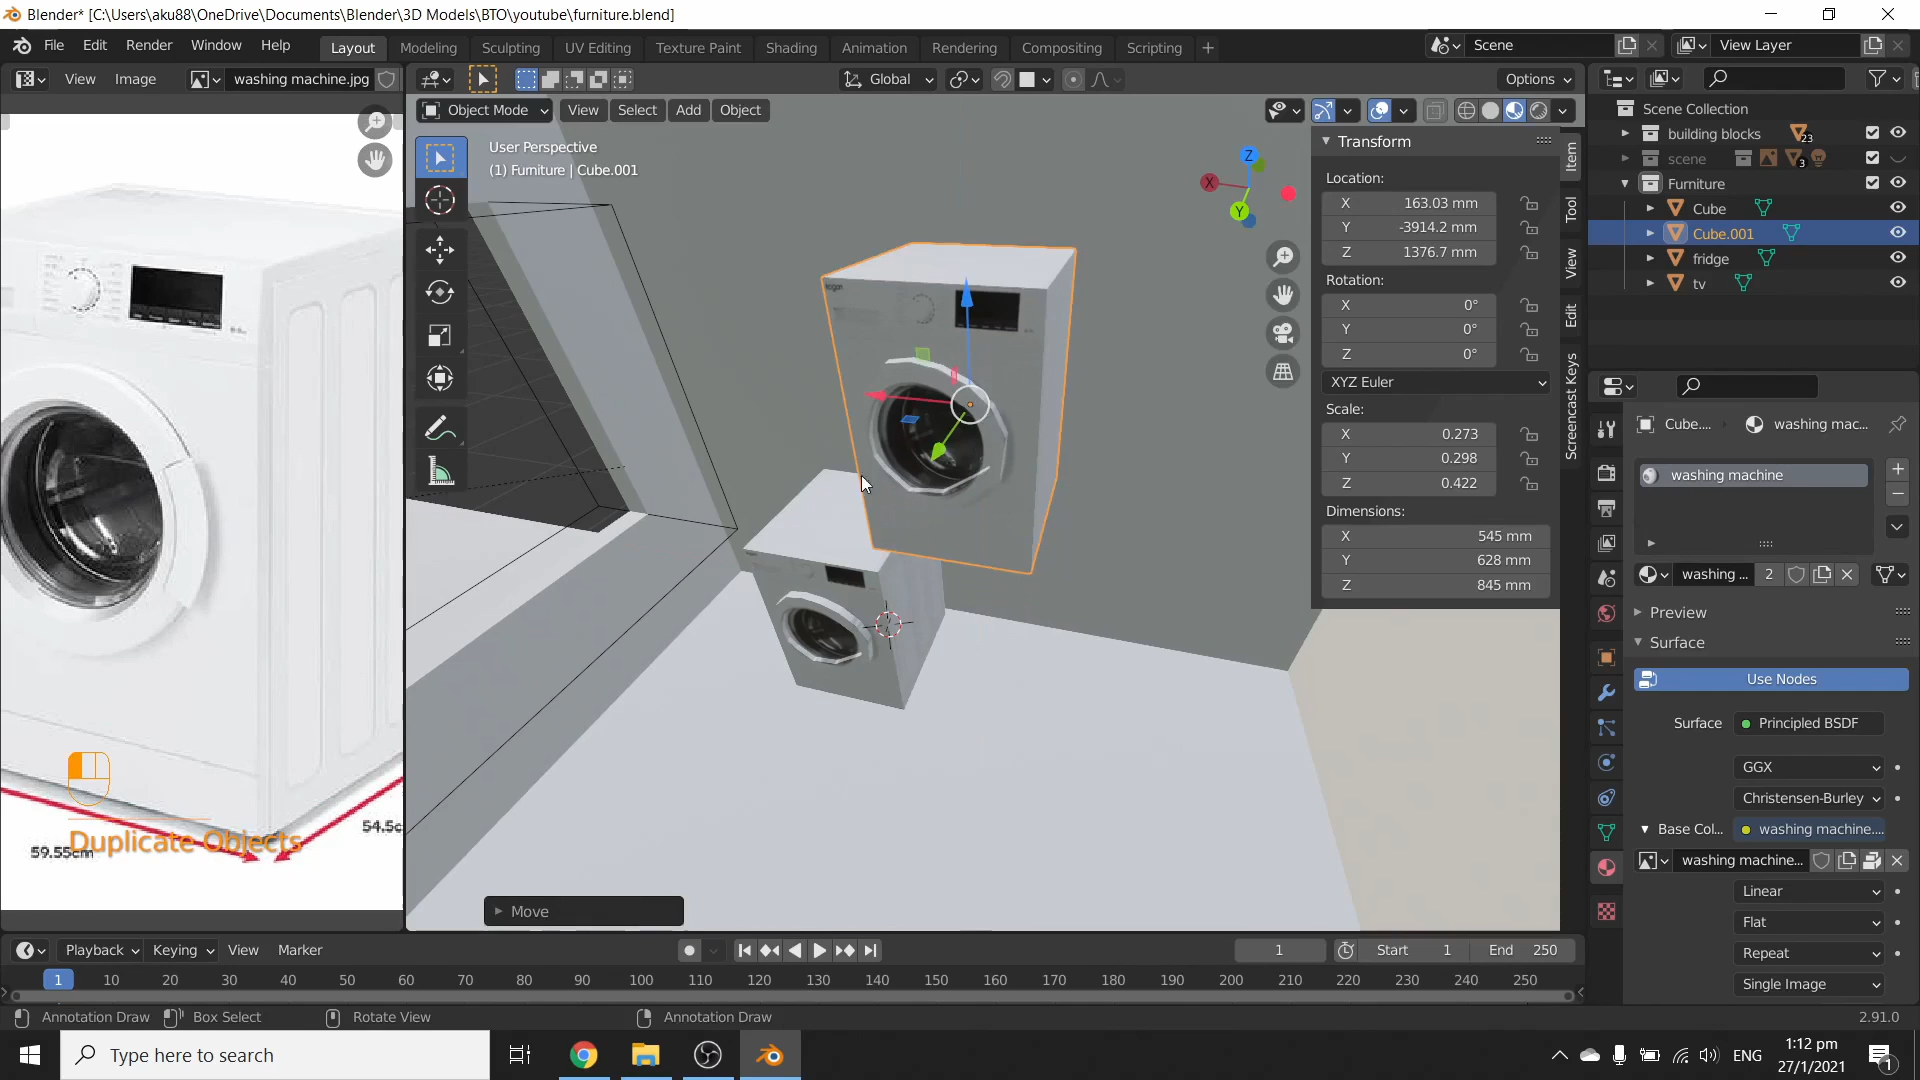 Blender* [C:\Users\aku88\OneDrive\Documents\Blender\3D Models\BTO\youtube\furniture.blend]
File Edit Render Window Help
Layout Modeling Sculpting UV Editing Texture Paint Shading Animation Rendering Compositing Scripting +
Scene
View Layer
View Image
washing machine.jpg
Global
Options
Object Mode View Select Add Object
User Perspective
(1) Furniture | Cube.001
Z
X
Y
Transform
Location:
X 163.03 mm
Y -3914.2 mm
Z 1376.7 mm
Rotation:
X 0°
Y 0°
Z 0°
XYZ Euler
Scale:
X 0.273
Y 0.298
Z 0.422
Dimensions:
X 545 mm
Y 628 mm
Z 845 mm
Item
Tool
View
Edit
Screencast Keys
Scene Collection
building blocks 23
scene 3
Furniture
Cube
Cube.001
fridge
tv
Cube....
washing mac...
washing machine
washing ... 2
Preview
Surface
Use Nodes
Surface Principled BSDF
GGX
Christensen-Burley
Base Col... washing machine....
washing machine...
Linear
Flat
Repeat
Single Image
54.5c
59.55cm
Duplicate Objects
Move
Playback Keying View Marker
1
Start 1
End 250
1 10 20 30 40 50 60 70 80 90 100 110 120 130 140 150 160 170 180 190 200 210 220 230 240 250
Annotation Draw Box Select Rotate View Annotation Draw
2.91.0
Type here to search
ENG
1:12 pm
27/1/2021
1